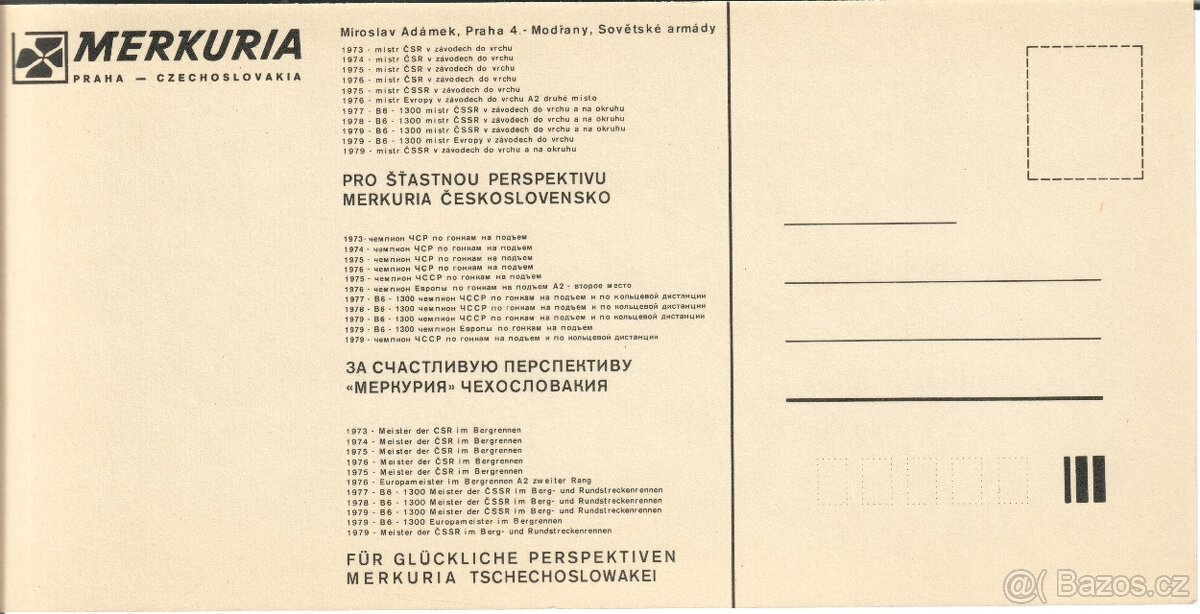 MERKURIA
PRAHA — CZECHOSLOVAKIA
Miroslav Adámek, Praha 4.- Modřany, Sovětské armády
1973 - mistr ČSR v závodech do vrchu
1974 - mistr ČSR v závodech do vrchu
1975 - mistr ČSR v závodech do vrchu
1976 - mistr ČSR v závodech do vrchu
1975 - mistr ČSSR v závodech do vrchu
1976 - mistr Evropy v závodech do vrchu A2 druhé místo
1977 - B6 - 1300 mistr ČSSR v závodech do vrchu a na okruhu
1978 - B6 - 1300 mistr ČSSR v závodech do vrchu a na okruhu
1979 - B6 - 1300 mistr ČSSR v závodech do vrchu a na okruhu
1979 - B6 - 1300 mistr Evropy v závodech do vrchu
1979 - mistr ČSSR v závodech do vrchu a na okruhu
PRO ŠŤASTNOU PERSPEKTIVU
MERKURIA ČESKOSLOVENSKO
1973-чемпион ЧСР по гонкам на подъем
1974 - чемпион ЧСР по гонкам на подъем
1975 - чемпион ЧСР по гонкам на подъем
1976 - чемпион ЧСР по гонкам на подъем
1975 - чемпион ЧССР по гонкам на подъем
1976 - чемпион Европы по гонкам на подъем А2 - второе место
1977 - B6 - 1300 чемпион ЧССР по гонкам на подъем и по кольцевой дистанции
1978 - B6 - 1300 чемпион ЧССР по гонкам на подъем и по кольцевой дистанции
1979 - B6 - 1300 чемпион ЧССР по гонкам на подъем и по кольцевой дистанции
1979 - B6 - 1300 чемпион Европы по гонкам на подъем
1979 - чемпион ЧССР по гонкам на подъем и по кольцевой дистанции
ЗА СЧАСТЛИВУЮ ПЕРСПЕКТИВУ
«МЕРКУРИЯ» ЧЕХОСЛОВАКИЯ
1973 - Meister der CSR im Bergrennen
1974 - Meister der ČSR im Bergrennen
1975 - Meister der ČSR im Bergrennen
1976 - Meister der ČSR im Bergrennen
1975 - Meister der ČSR im Bergrennen
1976 - Europameister im Bergrennen A2 zweiter Rang
1977 - B6 - 1300 Meister der ČSSR im Berg- und Rundstreckenrennen
1978 - B6 - 1300 Meister der ČSSR im Berg- und Rundstreckenrennen
1979 - B6 - 1300 Meister der ČSSR im Berg- und Rundstreckenrennen
1979 - B6 - 1300 Europameister im Bergrennen
1979 - Meister der ČSSR im Berg- und Rundstreckenrennen
FÜR GLÜCKLICHE PERSPEKTIVEN
MERKURIA TSCHECHOSLOWAKEI
@( Bazos.cz